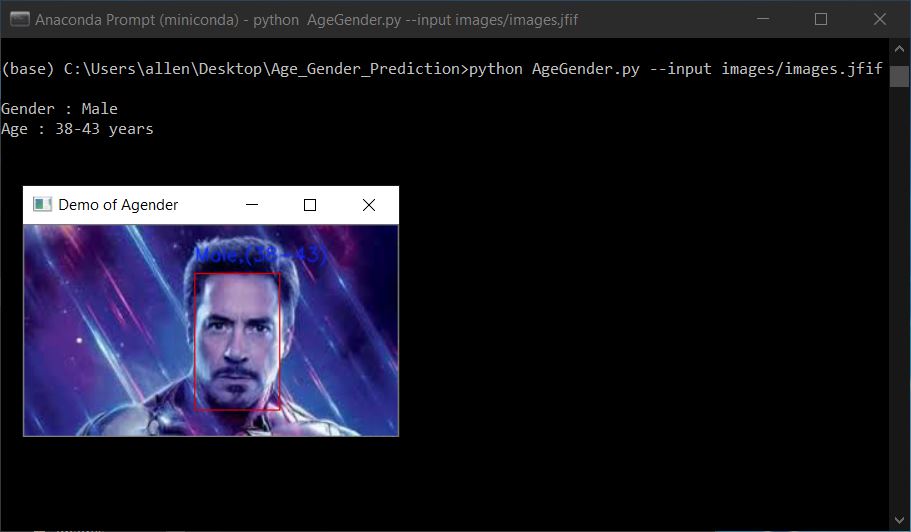 Anaconda Prompt (miniconda) - python  AgeGender.py --input images/images.jfif
(base) C:\Users\allen\Desktop\Age_Gender_Prediction>python AgeGender.py --input images/images.jfif
Gender : Male
Age : 38-43 years
Demo of Agender
Male,(38-43)